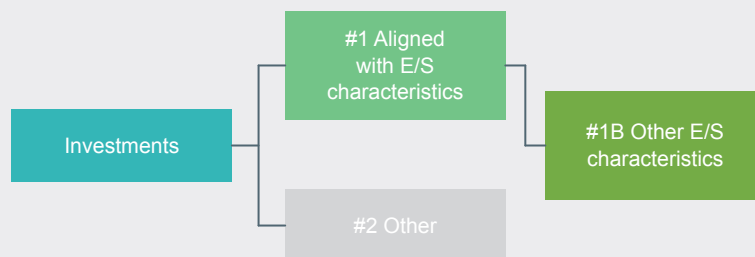 #1 Aligned
with E/S
characteristics
Investments
#1B Other E/S
characteristics
#2 Other